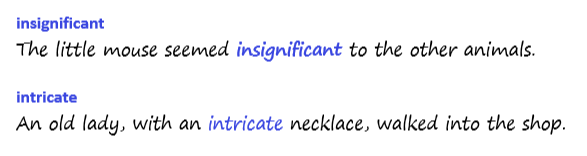 insignificant
The little mouse seemed insignificant to the other animals.
intricate
An old lady, with an intricate necklace, walked into the shop.